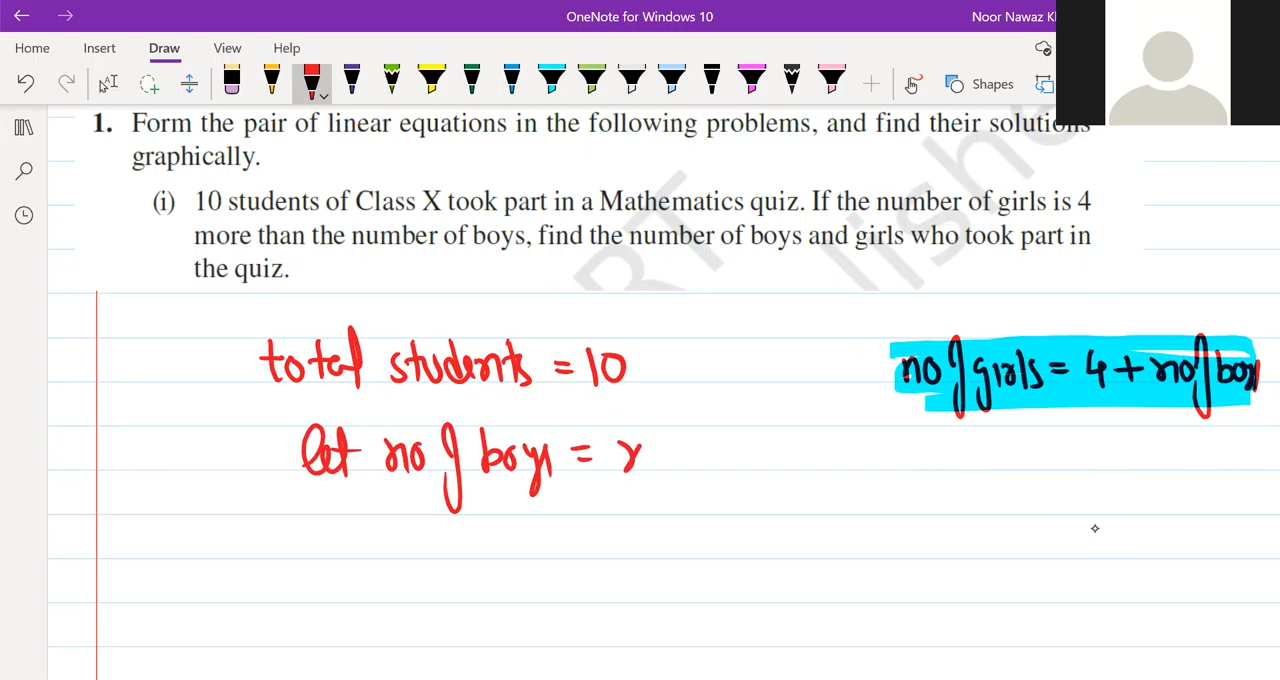 OneNote for Windows 10
Noor Nawaz Kh
Home Insert Draw View Help
Shapes
1. Form the pair of linear equations in the following problems, and find their solutions
graphically.
(i) 10 students of Class X took part in a Mathematics quiz. If the number of girls is 4
more than the number of boys, find the number of boys and girls who took part in
the quiz.
total students = 10
no of girls = 4 + no of boy
let no of boys = x